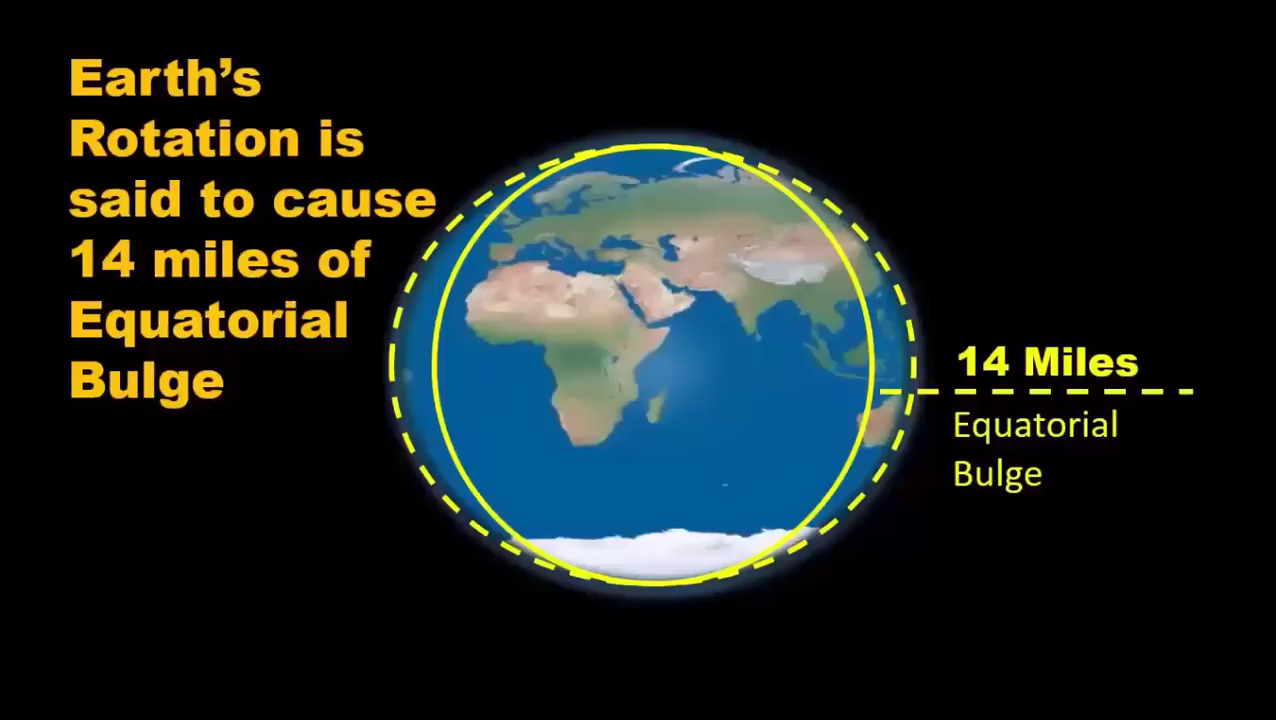 Earth’s
Rotation is
said to cause
14 miles of
Equatorial
Bulge
14 Miles
Equatorial
Bulge